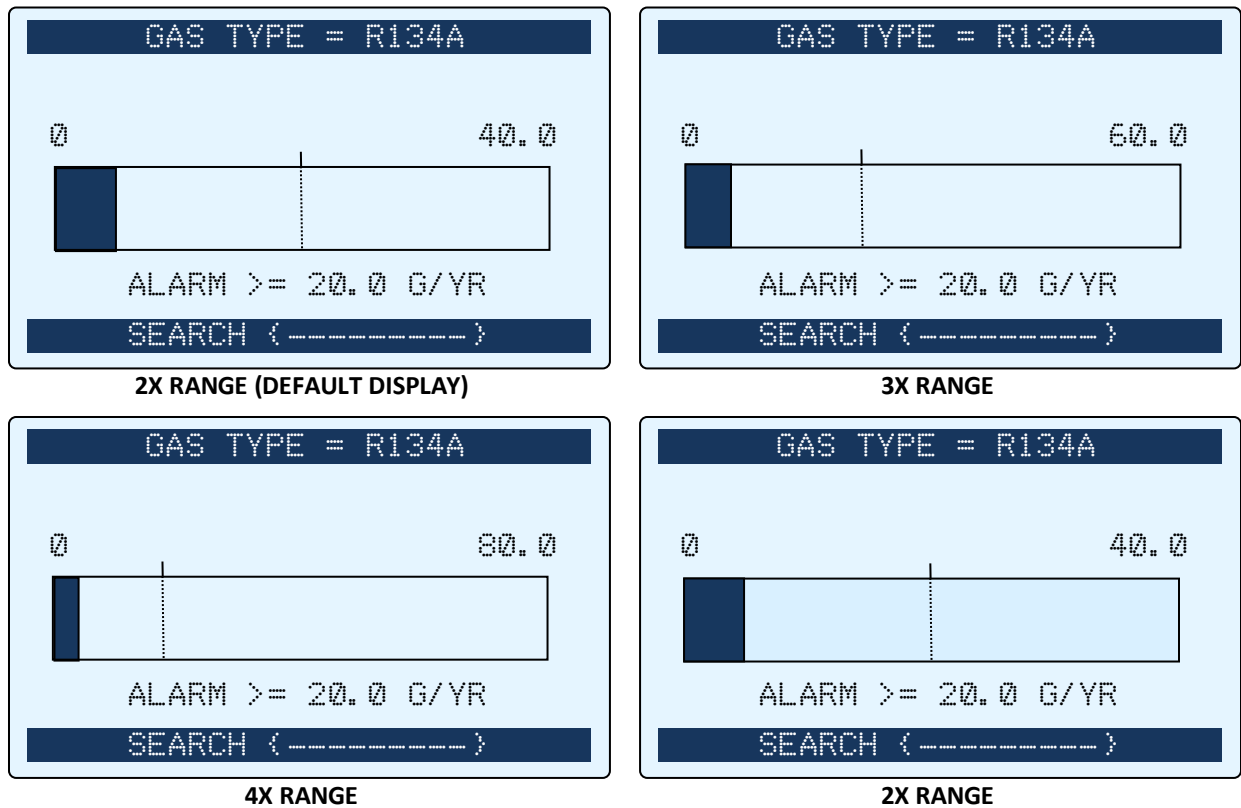 GAS TYPE = R134A
0 40.0
ALARM >= 20.0 G/YR
SEARCH {---------}
2X RANGE (DEFAULT DISPLAY)
GAS TYPE = R134A
0 60.0
ALARM >= 20.0 G/YR
SEARCH {---------}
3X RANGE
GAS TYPE = R134A
0 80.0
ALARM >= 20.0 G/YR
SEARCH {---------}
4X RANGE
GAS TYPE = R134A
0 40.0
ALARM >= 20.0 G/YR
SEARCH {---------}
2X RANGE